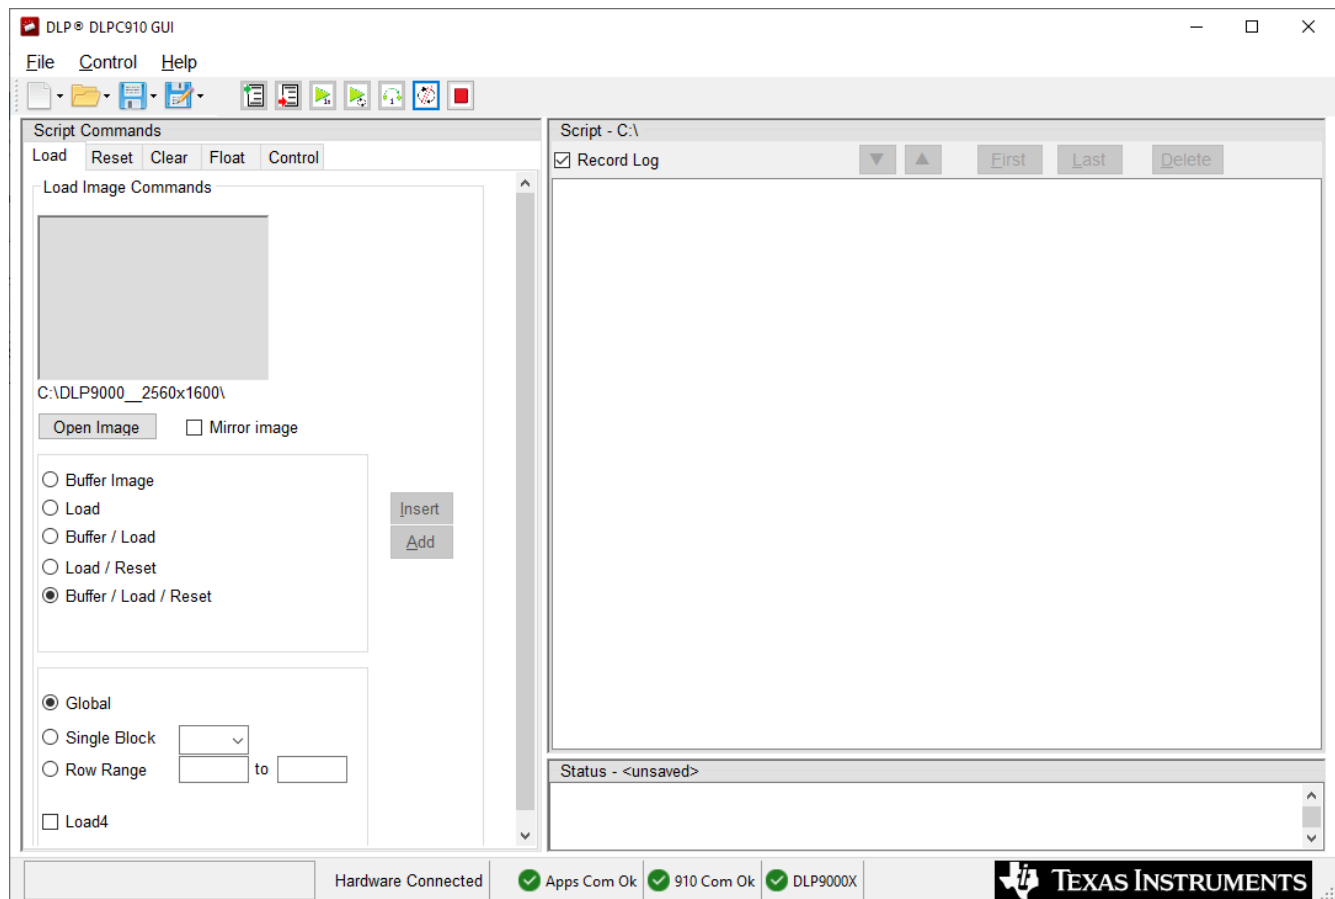 DLP® DLPC910 GUI
File Control Help
Script Commands
Load Reset Clear Float Control
Load Image Commands
C:\DLP9000__2560x1600\
Open Image Mirror image
Buffer Image
Load
Buffer / Load
Load / Reset
Buffer / Load / Reset
Insert
Add
Global
Single Block
Row Range to
Load4
Script - C:\
Record Log First Last Delete
Status - <unsaved>
Hardware Connected Apps Com Ok 910 Com Ok DLP9000X
TEXAS INSTRUMENTS